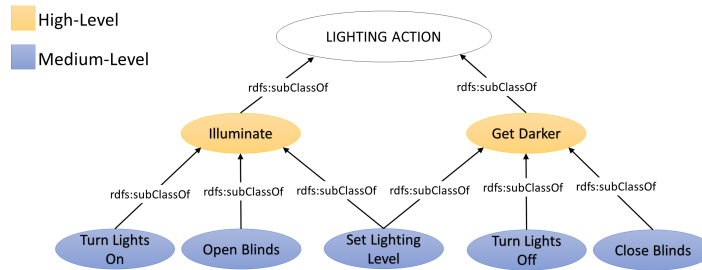 High-Level
Medium-Level
LIGHTING ACTION
rdfs:subClassOf
rdfs:subClassOf
Illuminate
Get Darker
rdfs:subClassOf
rdfs:subClassOf
rdfs:subClassOf
rdfs:subClassOf
rdfs:subClassOf
rdfs:subClassOf
Turn Lights
On
Open Blinds
Set Lighting
Level
Turn Lights
Off
Close Blinds